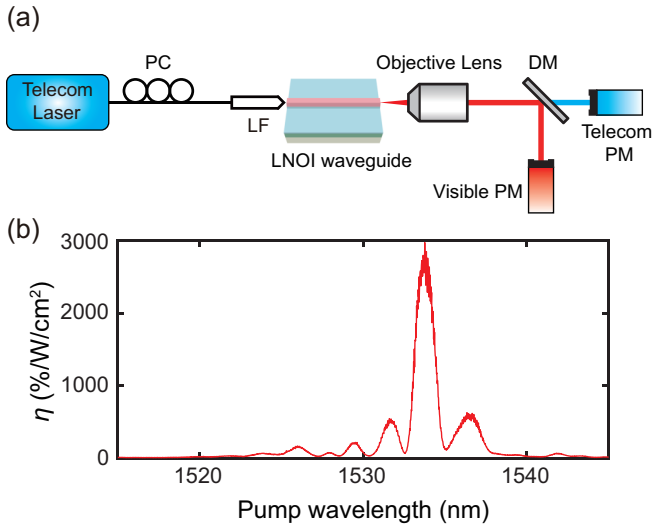 (a)
PC
Telecom
Laser
LF
LNOI waveguide
Objective Lens
DM
Telecom
PM
Visible PM
(b)
3000
2000
1000
0
η (%/W/cm²)
1520
1530
1540
Pump wavelength (nm)